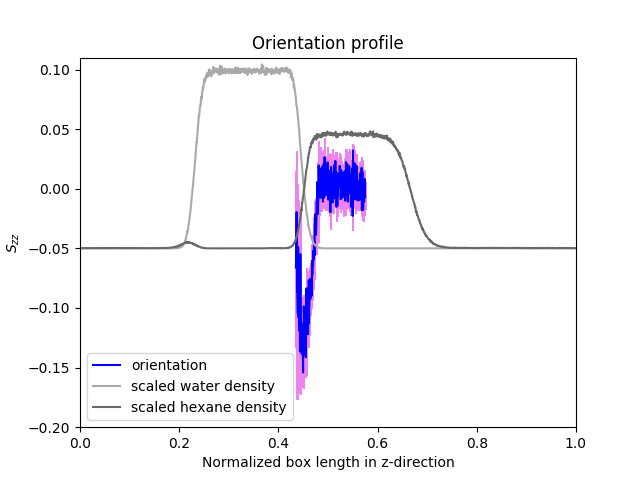 Orientation profile
0.10
0.05
0.00
−0.05
−0.10
−0.15
−0.20
S_zz
orientation
scaled water density
scaled hexane density
0.0 0.2 0.4 0.6 0.8 1.0
Normalized box length in z-direction